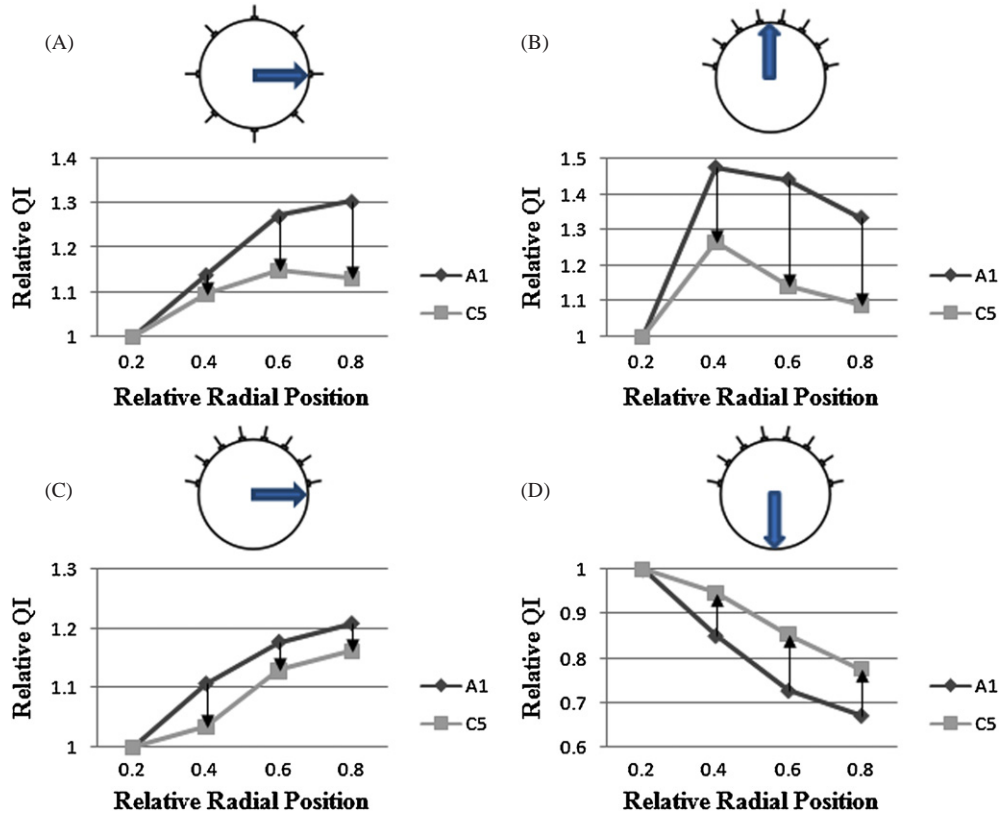 (A)
1.4
1.3
1.2
1.1
1
Relative QI
0.2 0.4 0.6 0.8
Relative Radial Position
A1
C5
(B)
1.5
1.4
1.3
1.2
1.1
1
Relative QI
0.2 0.4 0.6 0.8
Relative Radial Position
A1
C5
(C)
1.3
1.2
1.1
1
Relative QI
0.2 0.4 0.6 0.8
Relative Radial Position
A1
C5
(D)
1
0.9
0.8
0.7
0.6
Relative QI
0.2 0.4 0.6 0.8
Relative Radial Position
A1
C5